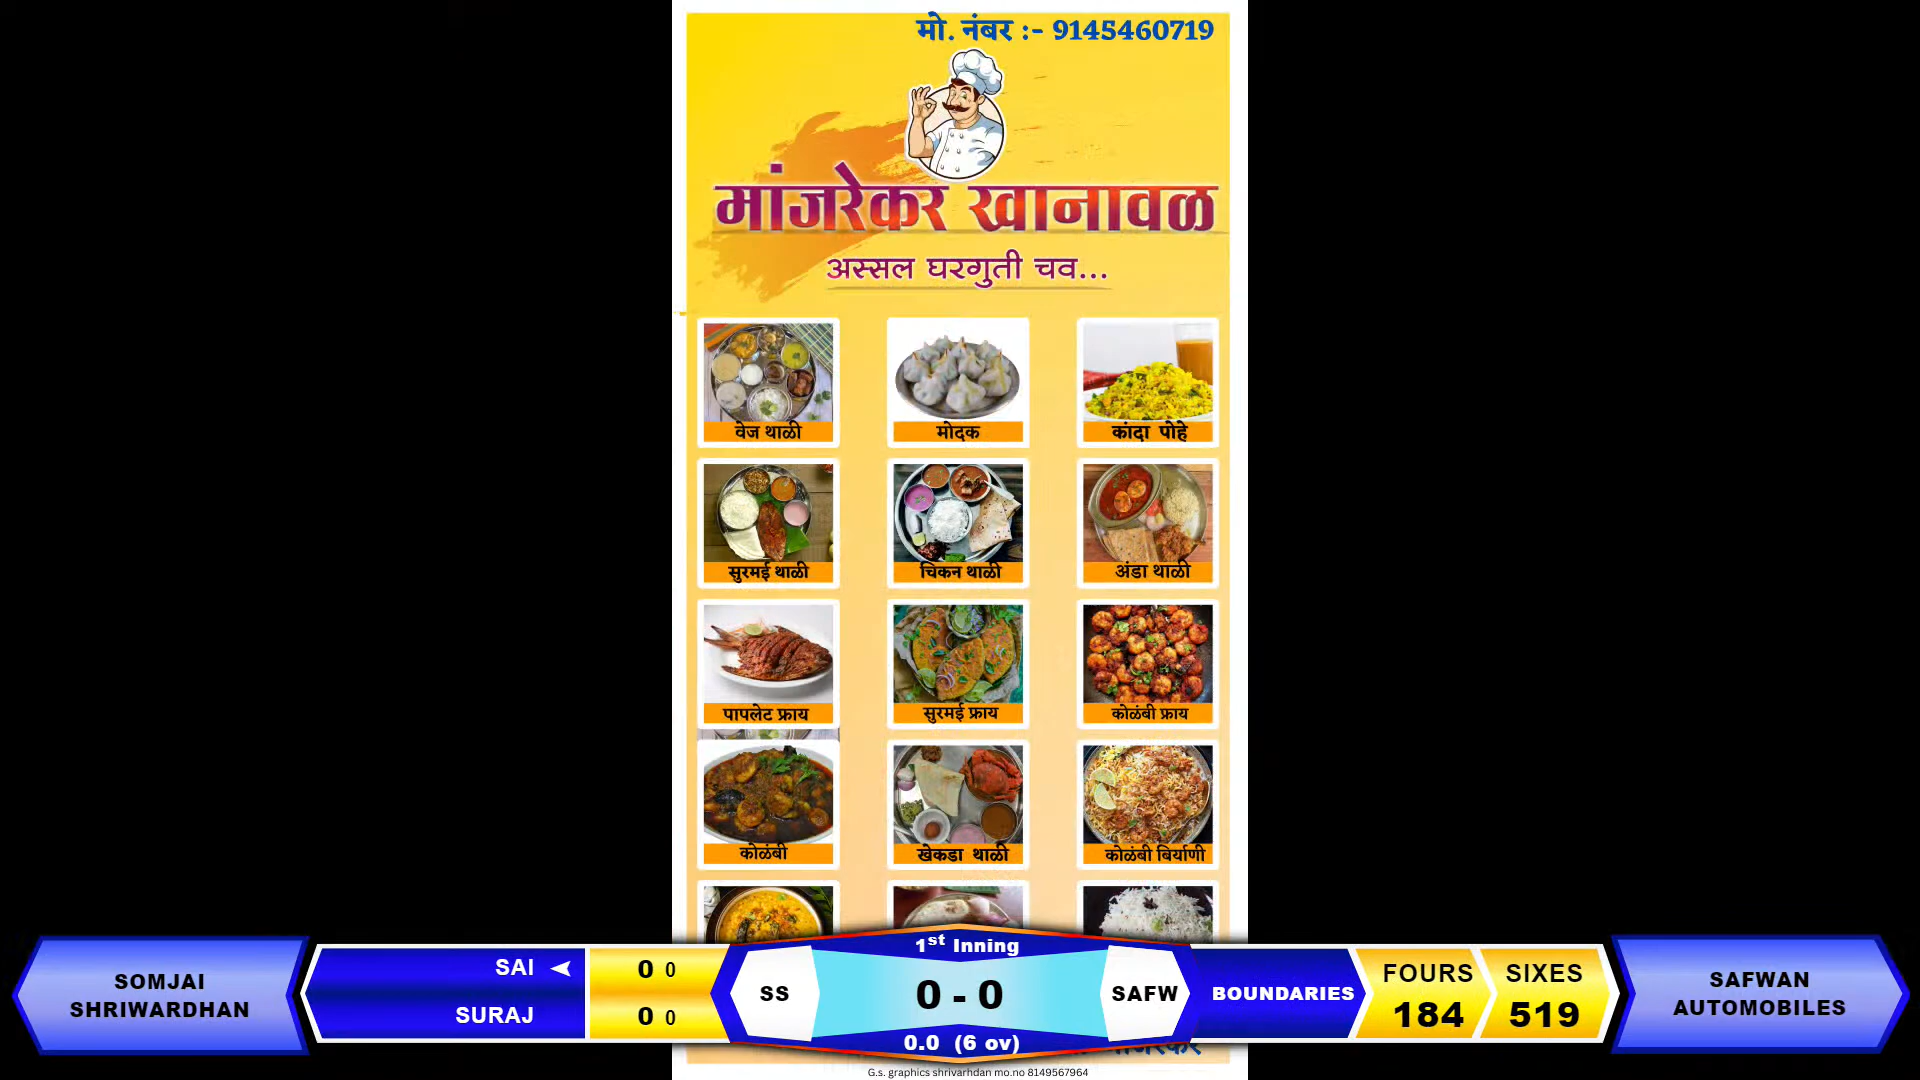 मो. नंबर :- 9145460719
मांजरेकर खानावळ
अस्सल घरगुती चव...
वेज थाळी
मोदक
कांदा पोहे
सुरमई थाळी
चिकन थाळी
अंडा थाळी
पापलेट फ्राय
सुरमई फ्राय
कोळंबी फ्राय
कोळंबी
खेकडा थाळी
कोळंबी बिर्याणी
SOMJAI
SHRIWARDHAN
SAI 0 0
SURAJ 0 0
SS
1st Inning
0 - 0
0.0 (6 ov)
SAFW
BOUNDARIES
FOURS
184
SIXES
519
SAFWAN
AUTOMOBILES
G.s. graphics shrivarhdan mo.no 8149567964